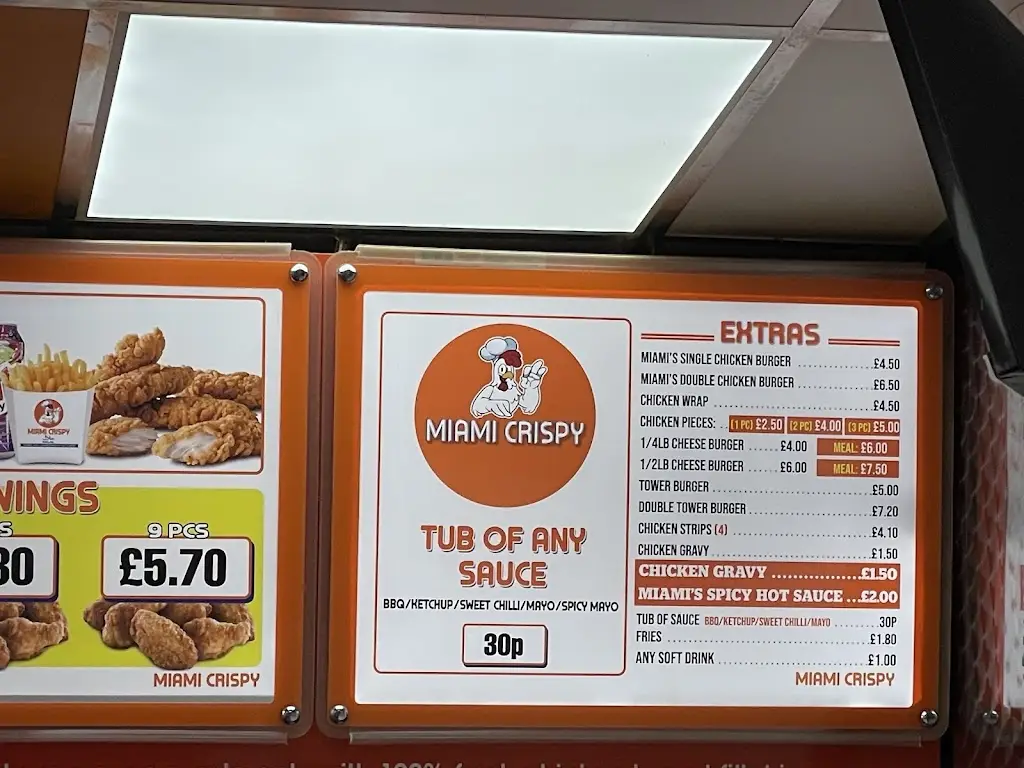 MIAMI CRISPY
WINGS
9 PCS
£5.70
MIAMI CRISPY
MIAMI CRISPY
TUB OF ANY
SAUCE
BBQ/KETCHUP/SWEET CHILLI/MAYO/SPICY MAYO
30p
EXTRAS
MIAMI'S SINGLE CHICKEN BURGER ..................£4.50
MIAMI'S DOUBLE CHICKEN BURGER ..................£6.50
CHICKEN WRAP ..................£4.50
CHICKEN PIECES: .. (1 PC) £2.50 (2 PC) £4.00 (3 PC) £5.00
1/4LB CHEESE BURGER ......£4.00 MEAL: £6.00
1/2LB CHEESE BURGER ......£6.00 MEAL: £7.50
TOWER BURGER ..................£5.00
DOUBLE TOWER BURGER ..................£7.20
CHICKEN STRIPS (4) ..................£4.10
CHICKEN GRAVY ..................£1.50
CHICKEN GRAVY ..................£1.50
MIAMI'S SPICY HOT SAUCE ...£2.00
TUB OF SAUCE BBQ/KETCHUP/SWEET CHILLI/MAYO .........30P
FRIES ..................£1.80
ANY SOFT DRINK ..................£1.00
MIAMI CRISPY